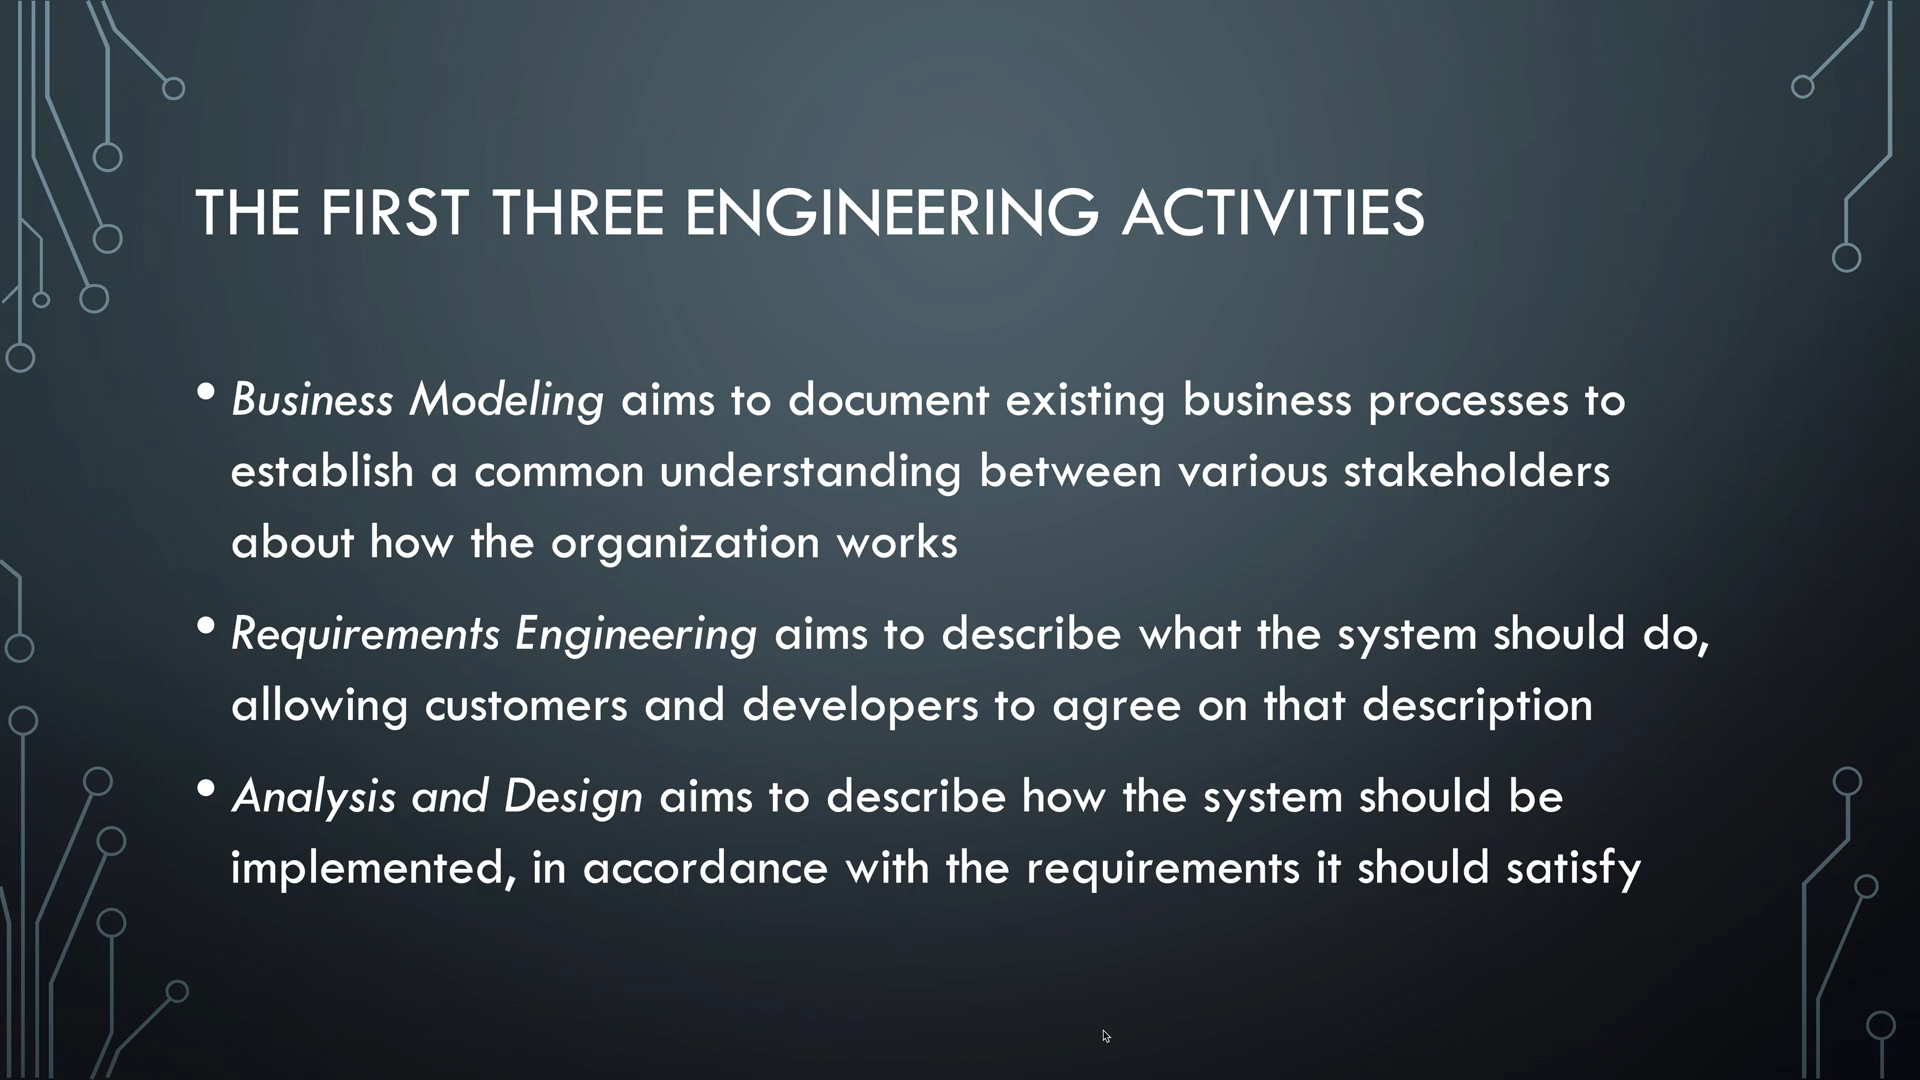 THE FIRST THREE ENGINEERING ACTIVITIES
• Business Modeling aims to document existing business processes to
establish a common understanding between various stakeholders
about how the organization works
• Requirements Engineering aims to describe what the system should do,
allowing customers and developers to agree on that description
• Analysis and Design aims to describe how the system should be
implemented, in accordance with the requirements it should satisfy